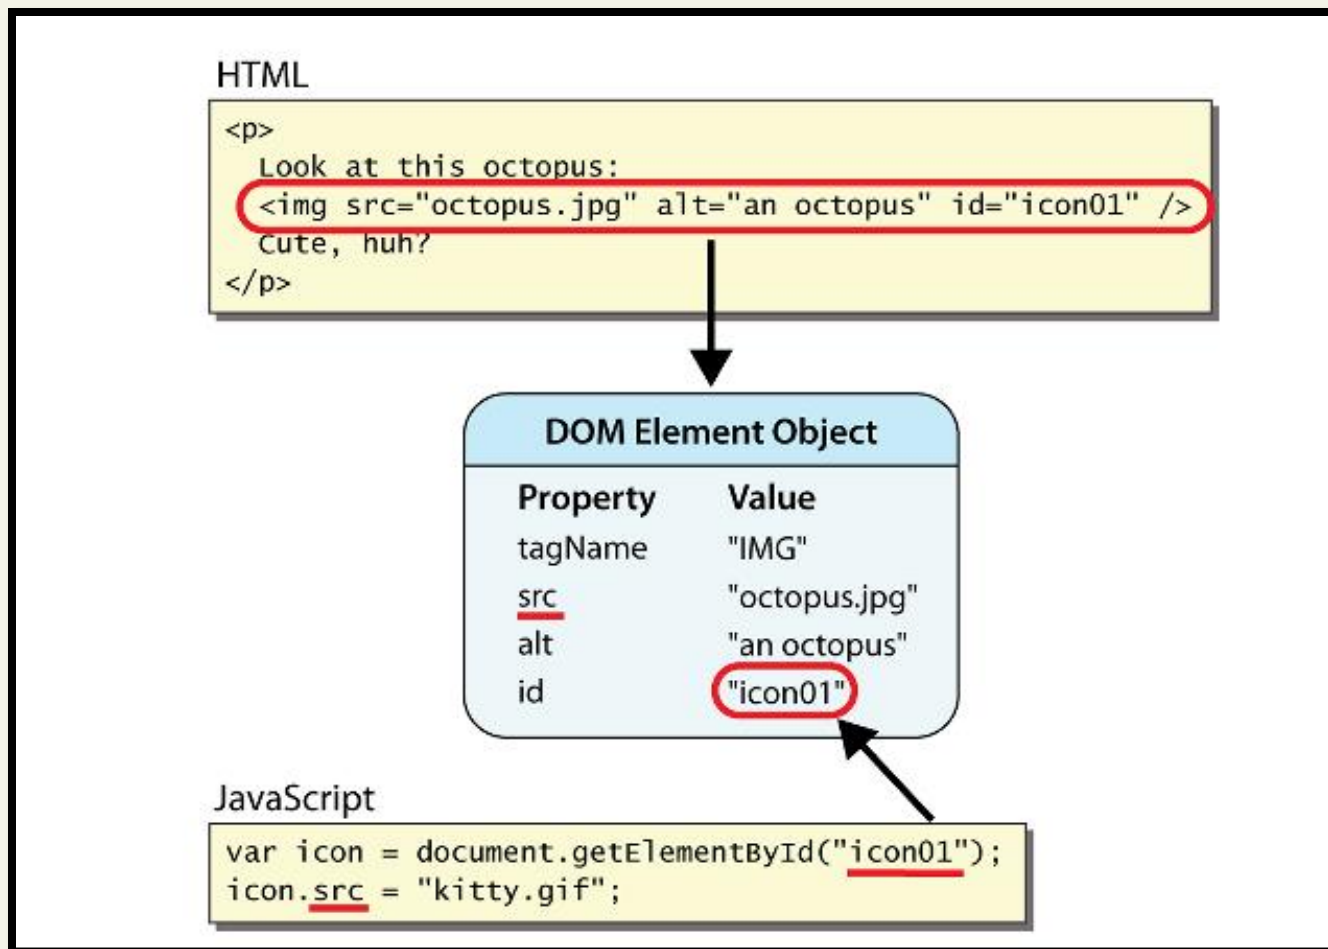 HTML
<p>
Look at this octopus:
<img src="octopus.jpg" alt="an octopus" id="icon01" />
Cute, huh?
</p>
DOM Element Object
Property Value
tagName "IMG"
src "octopus.jpg"
alt "an octopus"
id "icon01"
JavaScript
var icon = document.getElementById("icon01");
icon.src = "kitty.gif";